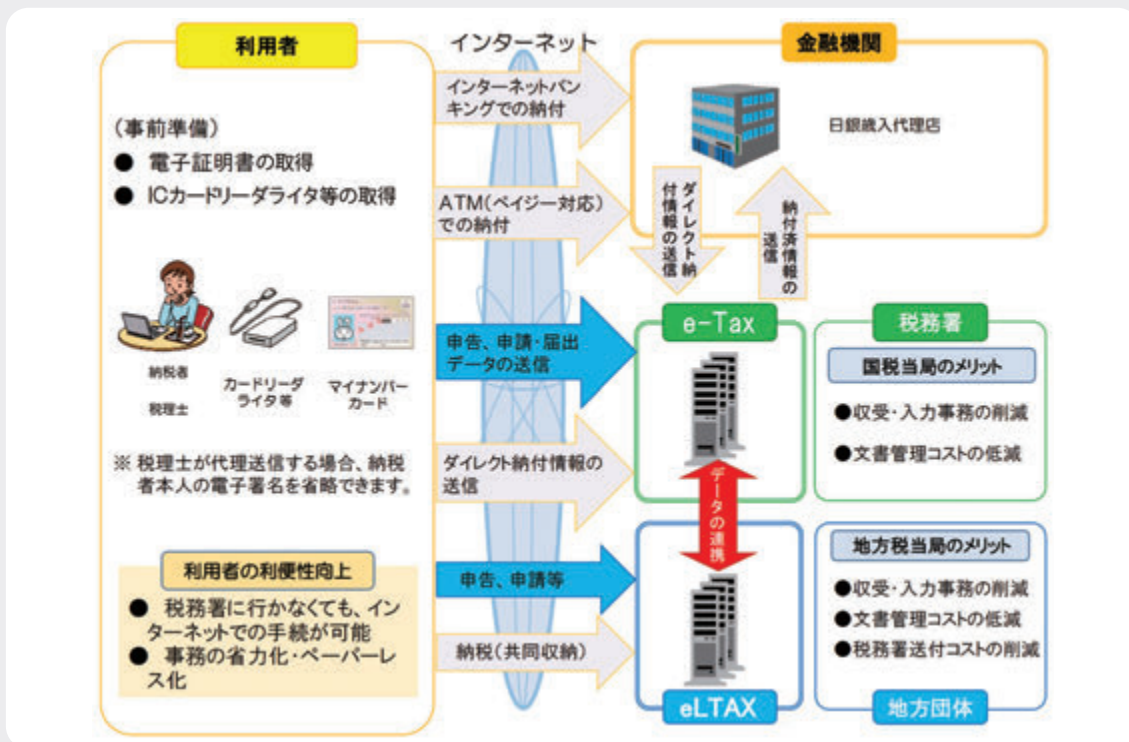 利用者
(事前準備)
● 電子証明書の取得
● ICカードリーダライタ等の取得
納税者
税理士
カードリーダ
ライタ等
マイナンバー
カード
※ 税理士が代理送信する場合、納税
者本人の電子署名を省略できます。
利用者の利便性向上
● 税務署に行かなくても、イン
ターネットでの手続が可能
● 事務の省力化・ペーパーレ
ス化
インターネット
インターネットバン
キングでの納付
ATM(ペイジー対応)
での納付
申告、申請・届出
データの送信
ダイレクト納付情報の
送信
申告、申請等
納税(共同収納)
金融機関
日銀歳入代理店
ダイレクト納
付情報の送信
納付済情報の
送信
e-Tax
データの連携
eLTAX
税務署
国税当局のメリット
●収受・入力事務の削減
●文書管理コストの低減
地方税当局のメリット
●収受・入力事務の削減
●文書管理コストの低減
●税務署送付コストの削減
地方団体